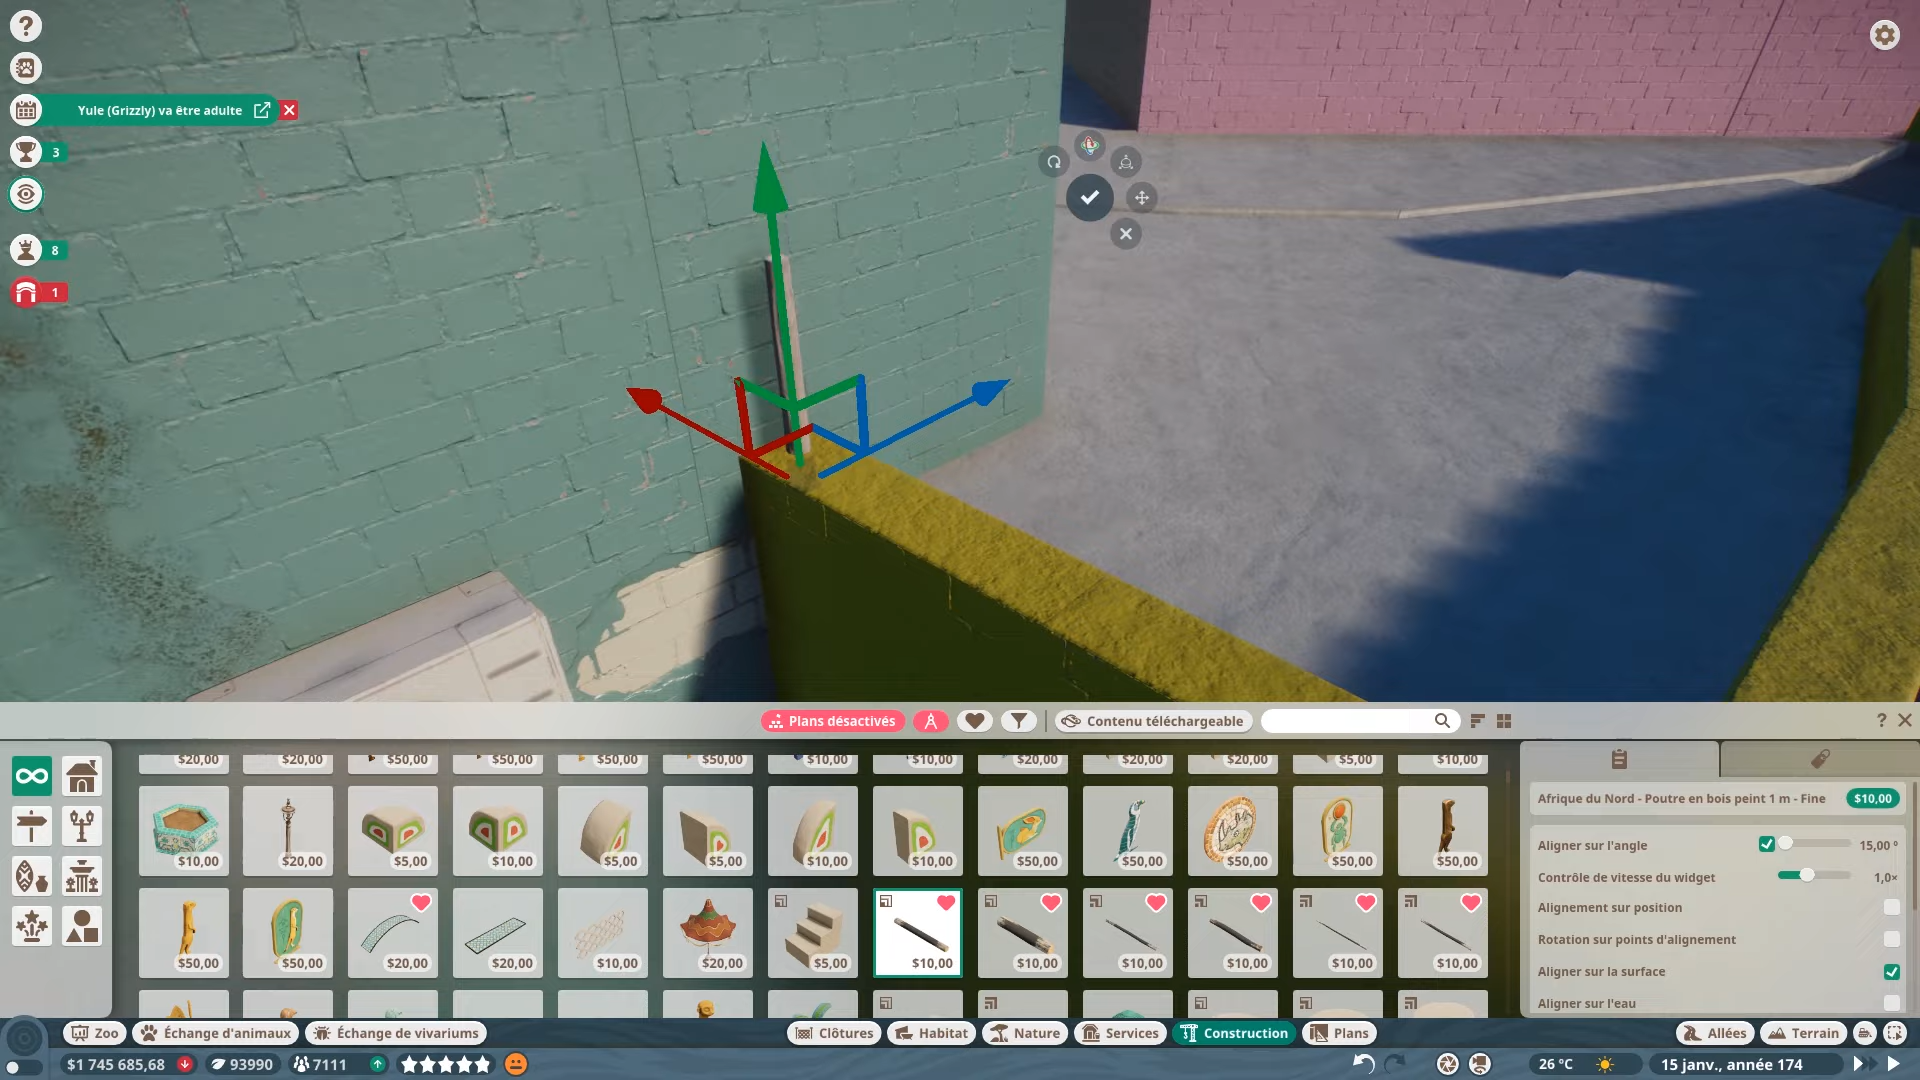 Yule (Grizzly) va être adulte
3
8
1
Plans désactivés
Contenu téléchargeable
$20,00 $20,00 $50,00 $50,00 $50,00 $50,00 $10,00 $10,00 $20,00 $20,00 $20,00 $5,00 $10,00
$10,00 $20,00 $5,00 $10,00 $5,00 $5,00 $10,00 $10,00 $50,00 $50,00 $50,00 $50,00 $50,00
$50,00 $50,00 $20,00 $20,00 $10,00 $20,00 $5,00 $10,00 $10,00 $10,00 $10,00 $10,00 $10,00
Afrique du Nord - Poutre en bois peint 1 m - Fine $10,00
Aligner sur l'angle 15,00 °
Contrôle de vitesse du widget 1,0×
Alignement sur position
Rotation sur points d'alignement
Aligner sur la surface
Aligner sur l'eau
Zoo Échange d'animaux Échange de vivariums Clôtures Habitat Nature Services Construction Plans Allées Terrain
$1 745 685,68 93990 7111 26 °C 15 janv., année 174